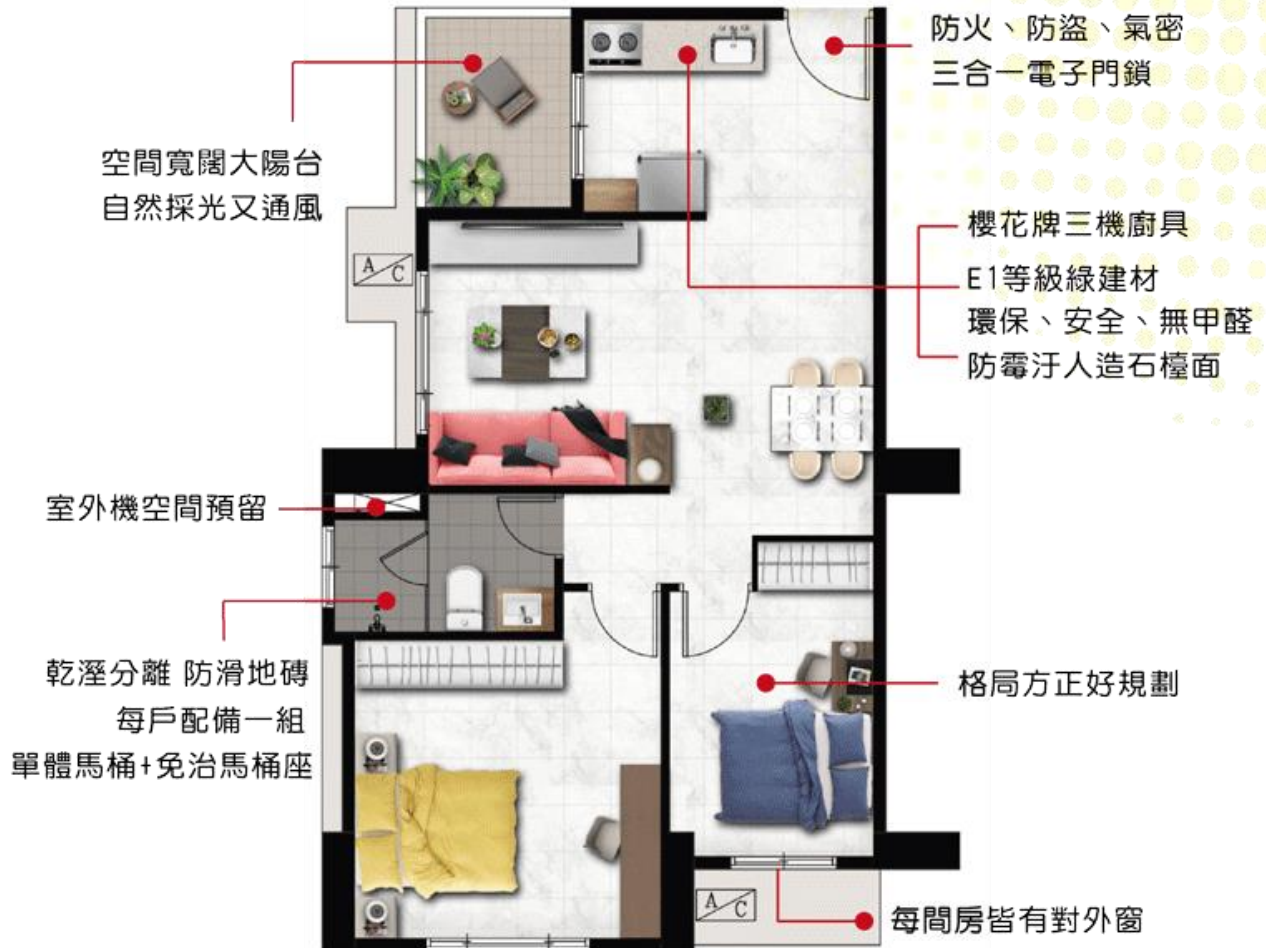 防火、防盜、氣密
三合一電子門鎖
空間寬闊大陽台
自然採光又通風
櫻花牌三機廚具
A/C
E1等級綠建材
環保、安全、無甲醛
防霉汙人造石檯面
室外機空間預留
乾溼分離 防滑地磚
每戶配備一組
單體馬桶+免治馬桶座
格局方正好規劃
A/C
每間房皆有對外窗